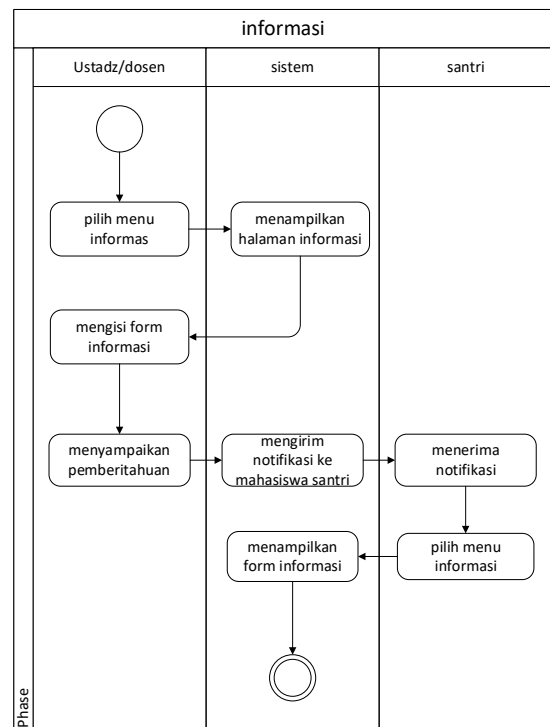 informasi
Ustadz/dosen
sistem
santri
pilih menu
informas
menampilkan
halaman informasi
mengisi form
informasi
menyampaikan
pemberitahuan
mengirim
notifikasi ke
mahasiswa santri
menerima
notifikasi
menampilkan
form informasi
pilih menu
informasi
Phase